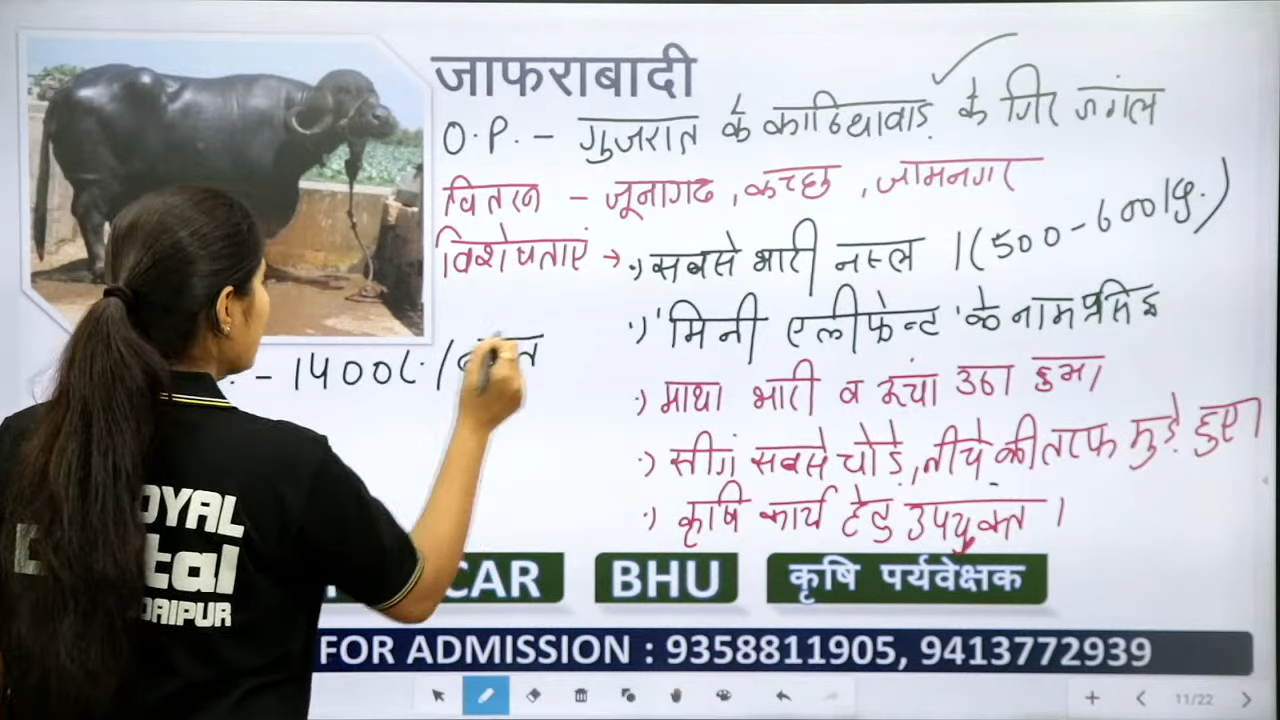 जाफराबादी
O.P. - गुजरात के काठियावाड़ के गिर जगंल
वितरण - जूनागढ, कच्छ, जामनगर
विशेषताएं → ·) सबसे भारी नस्ल । (500-600 kg.)
·) 'मिनी एलीफेन्ट' के नाम प्रसिद्ध
- 1400 L. /
·) माथा भारी व ऊंचा उठा हुआ।
·) सींग सबसे चोडे, नीचे की तरफ मुडे हुए।
·) कृषि कार्य हेतु उपयुक्त ।
OYAL
tal
DAIPUR
CAR
BHU
कृषि पर्यवेक्षक
FOR ADMISSION : 9358811905, 9413772939
11/22